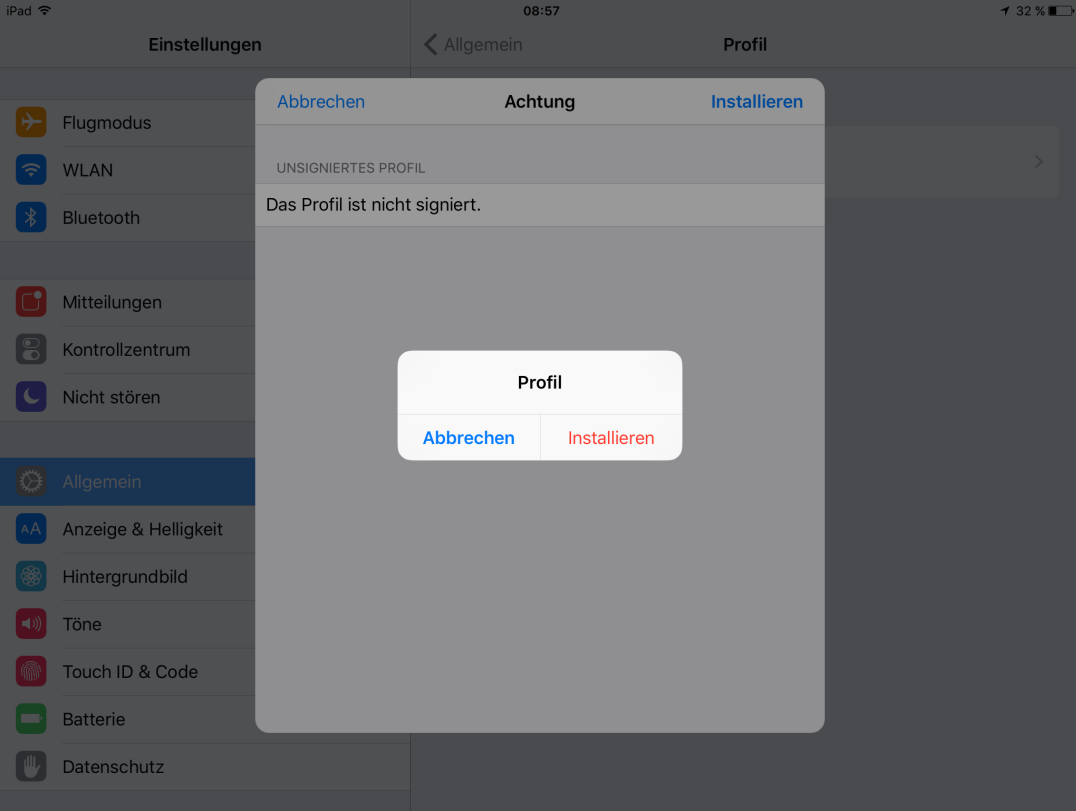 iPad 08:57 32 %
Einstellungen
Allgemein Profil
Abbrechen Achtung Installieren
Flugmodus
WLAN
UNSIGNIERTES PROFIL
Das Profil ist nicht signiert.
Bluetooth
Mitteilungen
Kontrollzentrum
Nicht stören
Profil
Abbrechen Installieren
Allgemein
AA Anzeige & Helligkeit
Hintergrundbild
Töne
Touch ID & Code
Batterie
Datenschutz